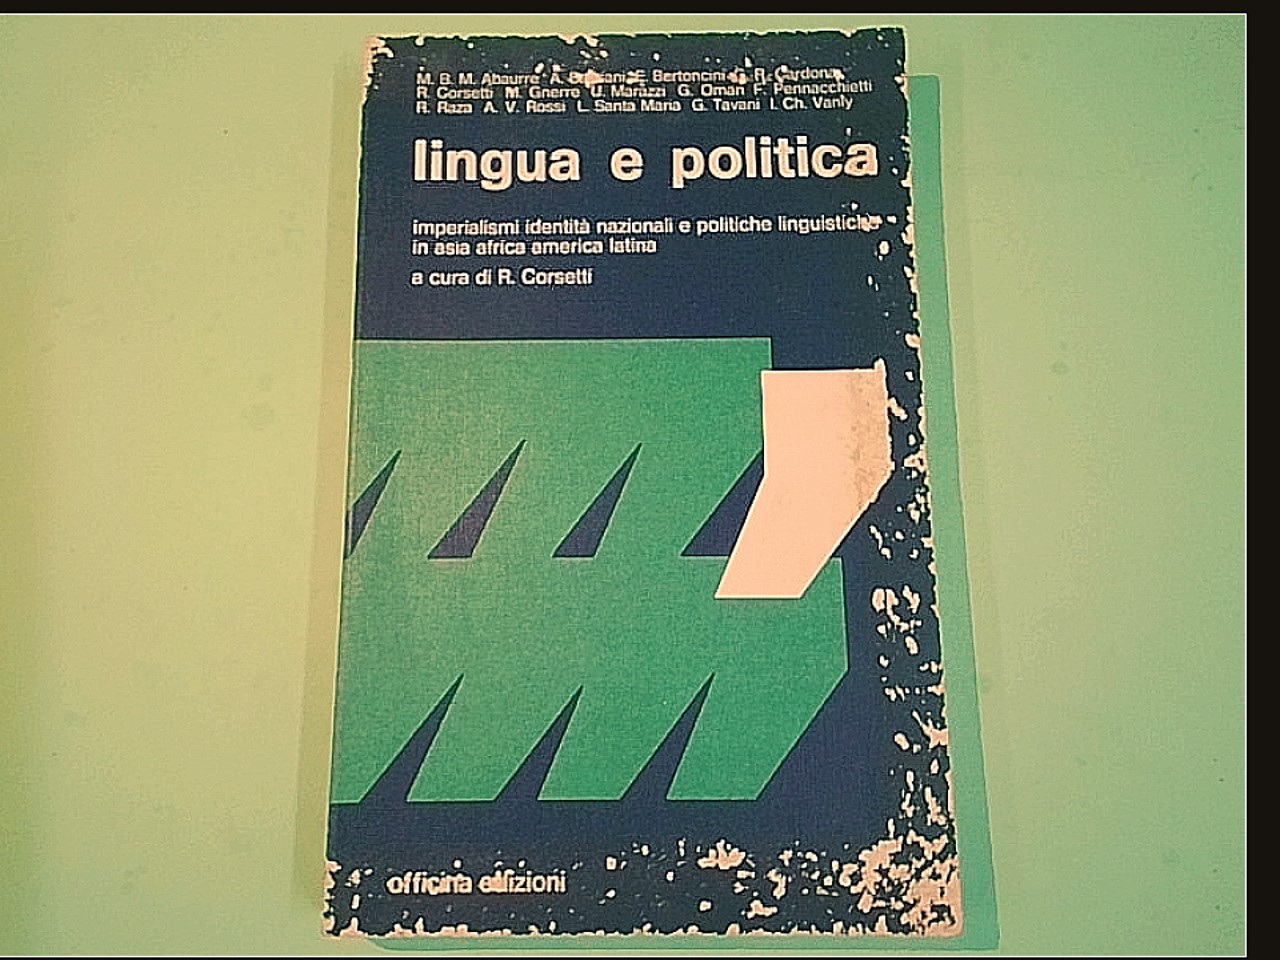 M. B. M. Abaurre A. Bausani E. Bertoncini G. R. Cardona
R. Corsetti M. Gnerre U. Marazzi G. Oman F. Pennacchietti
R. Raza A. V. Rossi L. Santa Maria G. Tavani I. Ch. Vanly
lingua e politica
imperialismi identità nazionali e politiche linguistiche
in asia africa america latina
a cura di R. Corsetti
officina edizioni